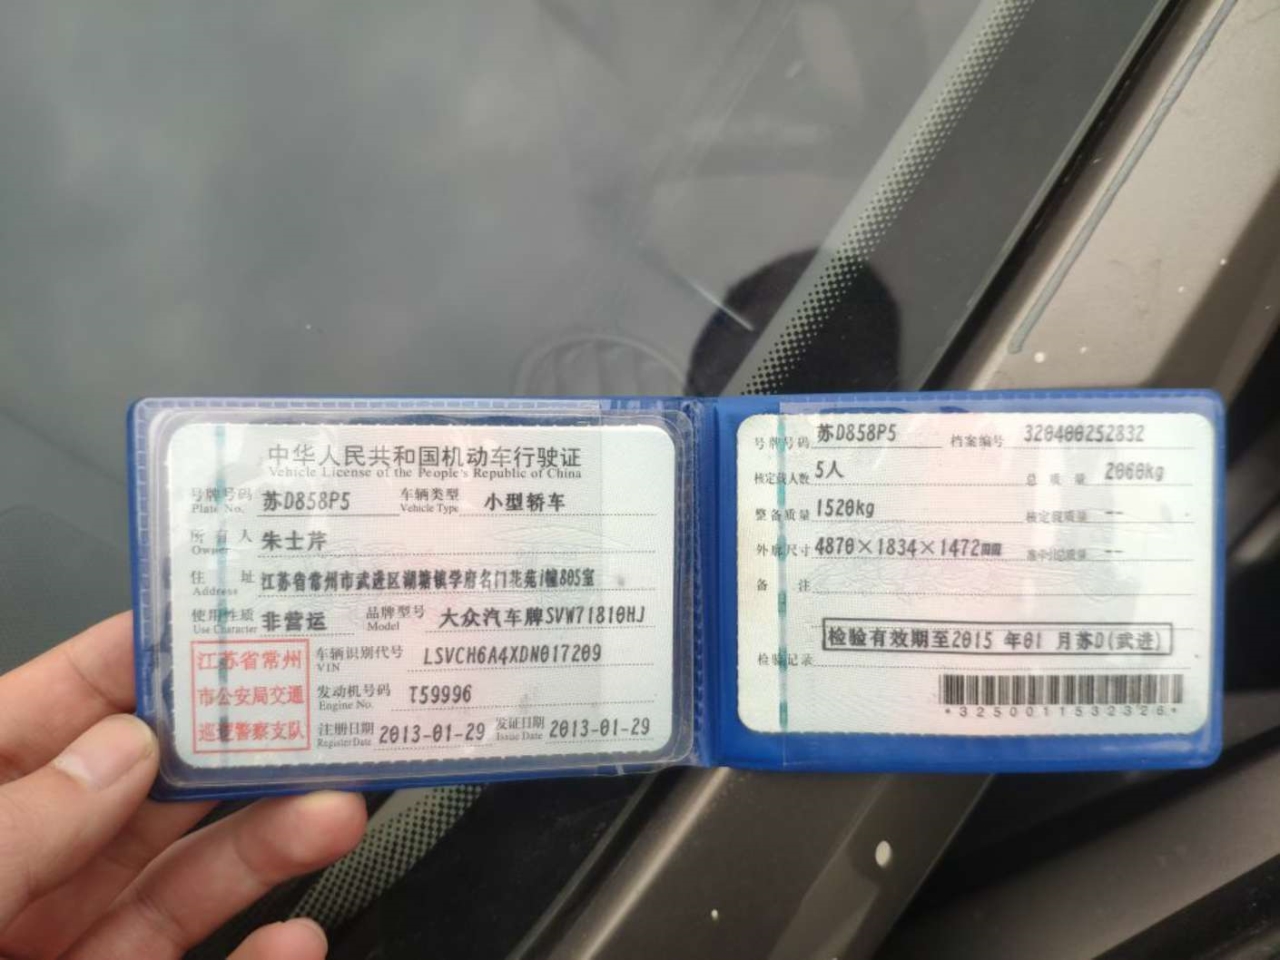 中华人民共和国机动车行驶证
Vehicle License of the People's Republic of China
号牌号码 苏D858P5 车辆类型 小型轿车
Plate No. Vehicle Type
所有人 朱士芹
Owner
住址 江苏省常州市武进区湖塘镇学府名门花苑1幢805室
Address
使用性质 非营运 品牌型号 大众汽车牌SVW71810HJ
Use Character Model
江苏省常州
市公安局交通
巡逻警察支队
车辆识别代号 LSVCH6A4XDN017209
VIN
发动机号码 T59996
Engine No.
注册日期 2013-01-29 发证日期 2013-01-29
Register Date Issue Date
号牌号码 苏D858P5 档案编号 320400252832
核定载人数 5人 总质量 2060kg
整备质量 1520kg 核定载质量 --
外廓尺寸 4870×1834×1472mm 准牵引总质量 --
备注
检验有效期至2015 年01 月苏D(武进)
检验记录
*3250011532326*